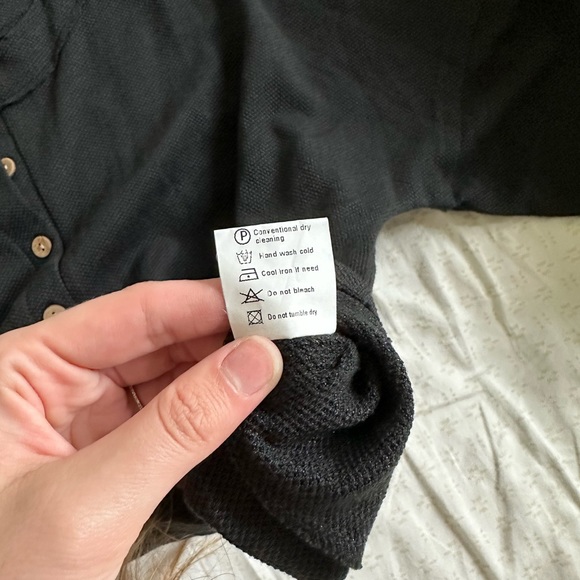 P Conventional dry
cleaning
Hand wash cold
Cool iron if need
Do not bleach
Do not tumble dry